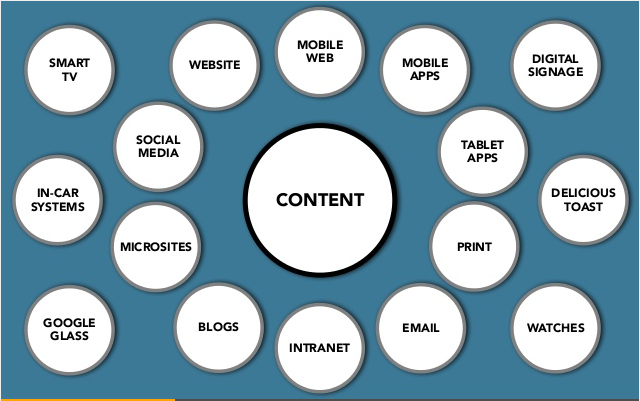 SMART
TV
WEBSITE
MOBILE
WEB
MOBILE
APPS
DIGITAL
SIGNAGE
SOCIAL
MEDIA
TABLET
APPS
IN-CAR
SYSTEMS
CONTENT
DELICIOUS
TOAST
MICROSITES
PRINT
GOOGLE
GLASS
BLOGS
INTRANET
EMAIL
WATCHES